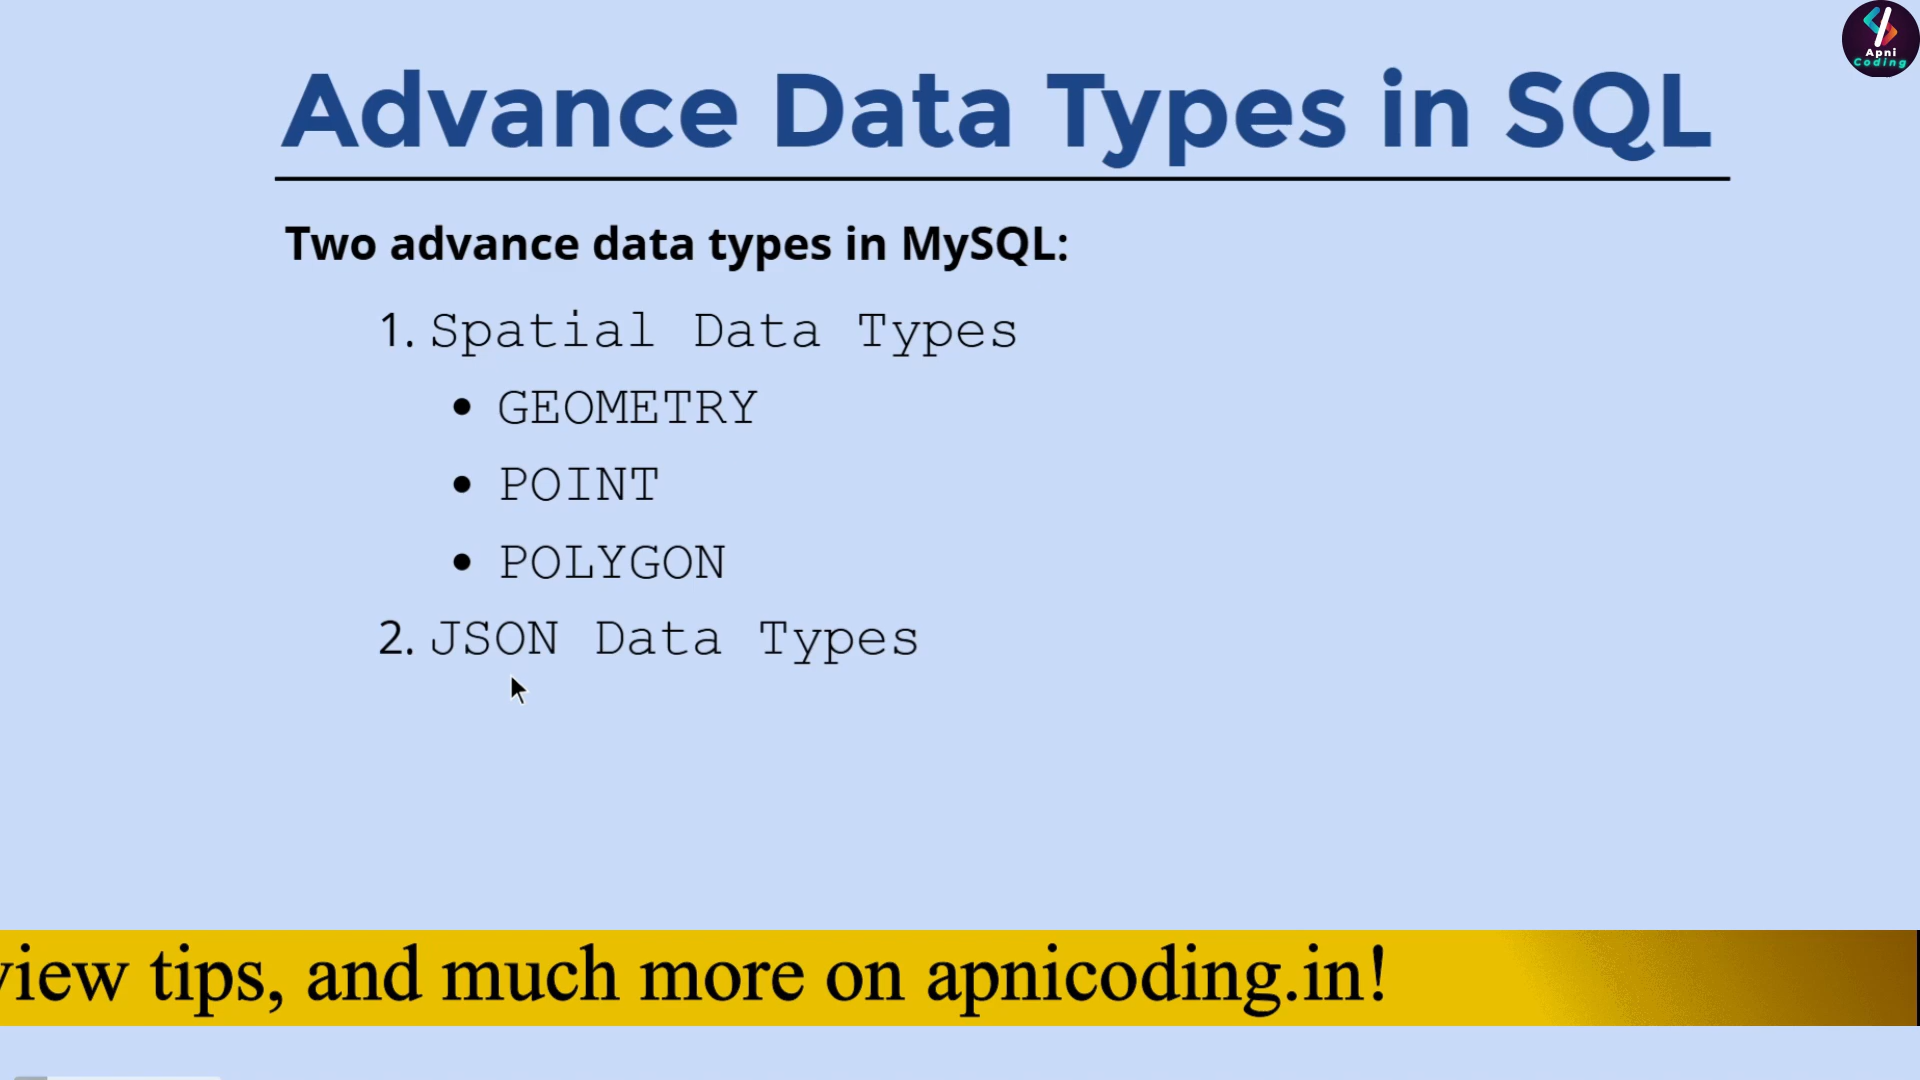 Apni
Coding
Advance Data Types in SQL
Two advance data types in MySQL:
1. Spatial Data Types
• GEOMETRY
• POINT
• POLYGON
2. JSON Data Types
view tips, and much more on apnicoding.in!